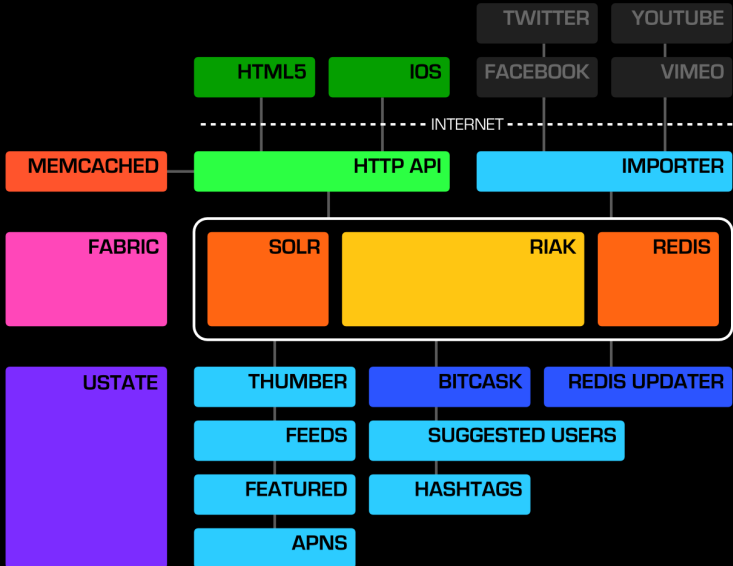 TWITTER
YOUTUBE
HTML5
IOS
FACEBOOK
VIMEO
INTERNET
MEMCACHED
HTTP API
IMPORTER
FABRIC
SOLR
RIAK
REDIS
USTATE
THUMBER
BITCASK
REDIS UPDATER
FEEDS
SUGGESTED USERS
FEATURED
HASHTAGS
APNS